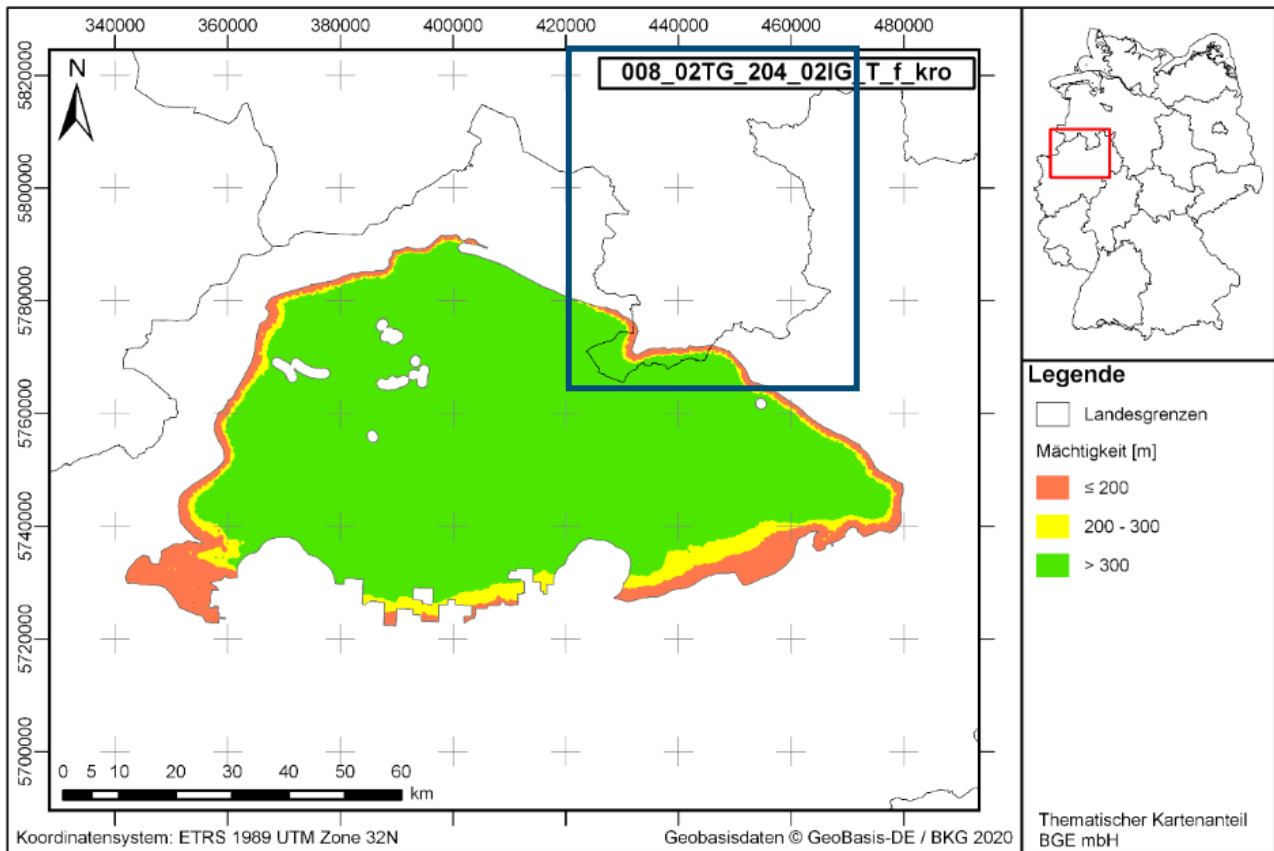 340000 360000 380000 400000 420000 440000 460000 480000
008_02TG_204_02IG_T_f_kro
N
5820000
5800000
5780000
5760000
5740000
5720000
5700000
0 5 10 20 30 40 50 60
km
Koordinatensystem: ETRS 1989 UTM Zone 32N
Geobasisdaten © GeoBasis-DE / BKG 2020
Legende
Landesgrenzen
Mächtigkeit [m]
≤ 200
200 - 300
> 300
Thematischer Kartenanteil
BGE mbH